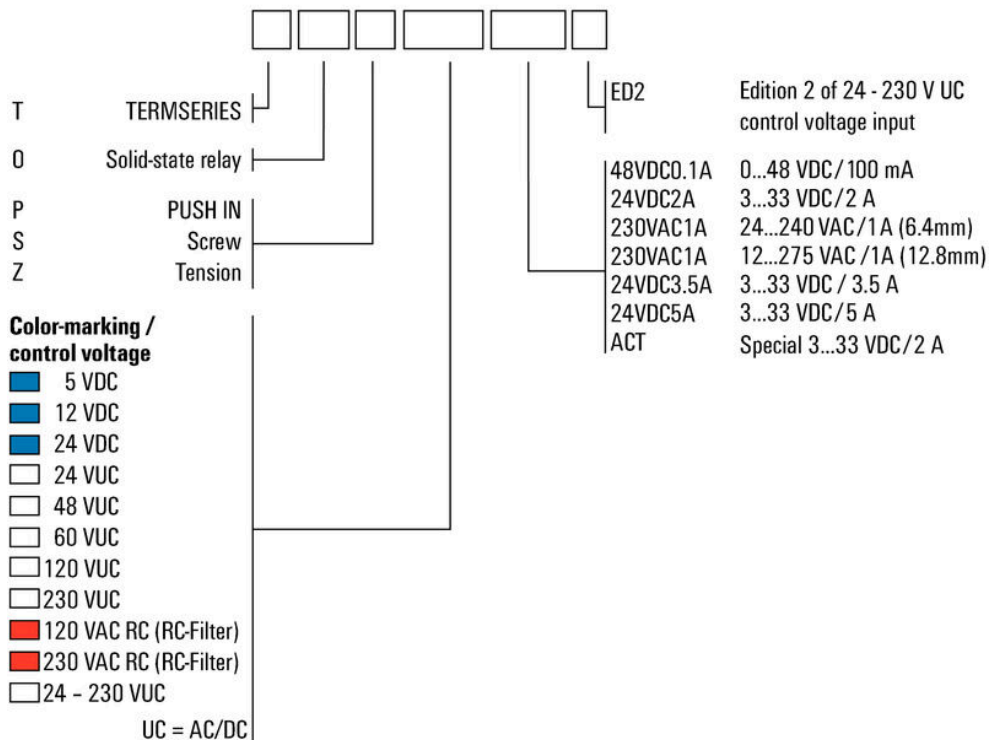 T TERMSERIES
O Solid-state relay
P PUSH IN
S Screw
Z Tension
Color-marking /
control voltage
5 VDC
12 VDC
24 VDC
24 VUC
48 VUC
60 VUC
120 VUC
230 VUC
120 VAC RC (RC-Filter)
230 VAC RC (RC-Filter)
24 – 230 VUC
UC = AC/DC
ED2 Edition 2 of 24 - 230 V UC
control voltage input
48VDC0.1A 0...48 VDC/100 mA
24VDC2A 3...33 VDC/2 A
230VAC1A 24...240 VAC/1 A (6.4mm)
230VAC1A 12...275 VAC /1A (12.8mm)
24VDC3.5A 3...33 VDC / 3.5 A
24VDC5A 3...33 VDC/5 A
ACT Special 3...33 VDC/2 A